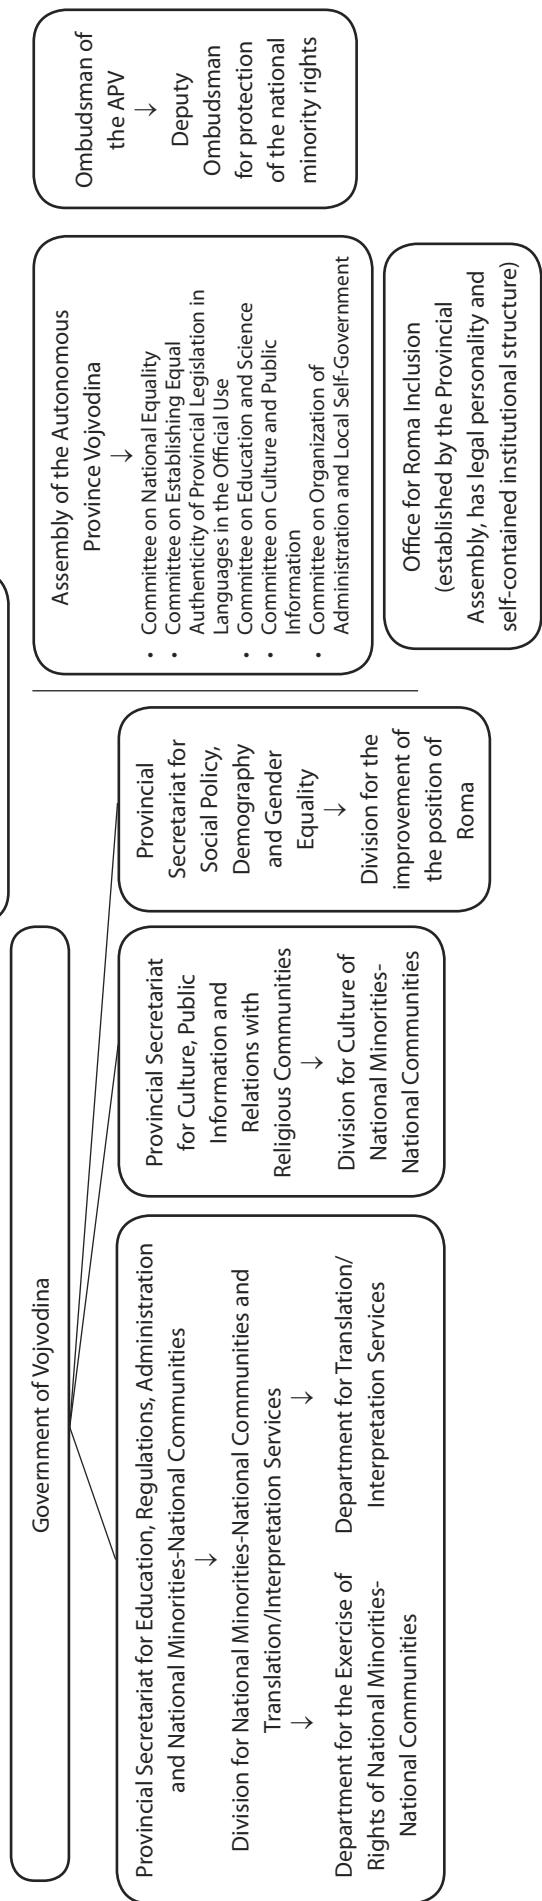 Government of Vojvodina
Provincial Secretariat for Education, Regulations, Administration
and National Minorities-National Communities
↓
Division for National Minorities-National Communities and
Translation/Interpretation Services
↓ ↓
Department for the Exercise of
Rights of National Minorities-
National Communities
Department for Translation/
Interpretation Services
Provincial Secretariat
for Culture, Public
Information and
Relations with
Religious Communities
↓
Division for Culture of
National Minorities-
National Communities
Provincial
Secretariat for
Social Policy,
Demography
and Gender
Equality
↓
Division for the
improvement of
the position of
Roma
Assembly of the Autonomous
Province Vojvodina
↓
· Committee on National Equality
· Committee on Establishing Equal
Authenticity of Provincial Legislation in
Languages in the Official Use
· Committee on Education and Science
· Committee on Culture and Public
Information
· Committee on Organization of
Administration and Local Self-Government
Office for Roma Inclusion
(established by the Provincial
Assembly, has legal personality and
self-contained institutional structure)
Ombudsman of
the APV
↓
Deputy
Ombudsman
for protection
of the national
minority rights